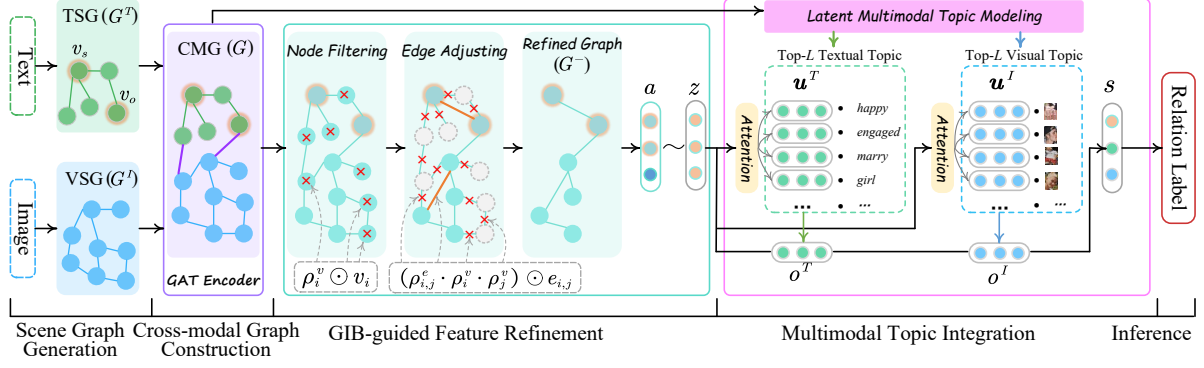 Text
Image
TSG (G^T)
v_s
v_o
VSG (G^I)
CMG (G)
GAT Encoder
Node Filtering
Edge Adjusting
Refined Graph
(G^−)
ρ_i^v ⊙ v_i
(ρ_{i,j}^e · ρ_i^v · ρ_j^v) ⊙ e_{i,j}
a ∼ z
Latent Multimodal Topic Modeling
Top-L Textual Topic
Top-L Visual Topic
u^T
u^I
Attention
• happy
• engaged
• marry
• girl
... • ...
o^T
Attention
•
•
•
•
... • ...
o^I
s
Relation Label
Scene Graph
Generation
Cross-modal Graph
Construction
GIB-guided Feature Refinement
Multimodal Topic Integration
Inference